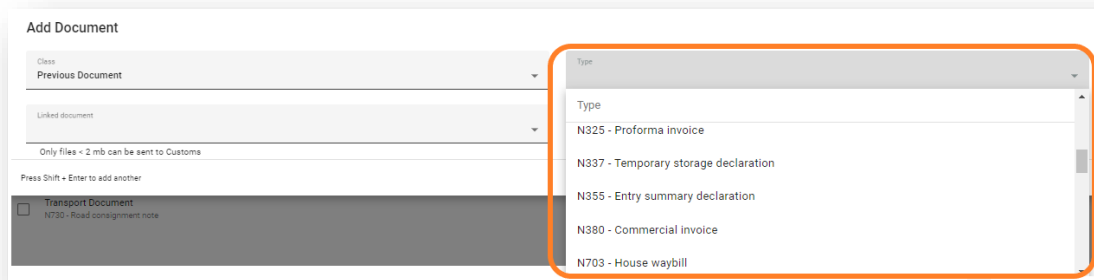 Add Document
Class
Previous Document
Type
Linked document
Only files < 2 mb can be sent to Customs
Press Shift + Enter to add another
Transport Document
N730 - Road consignment note
Type
N325 - Proforma invoice
N337 - Temporary storage declaration
N355 - Entry summary declaration
N380 - Commercial invoice
N703 - House waybill